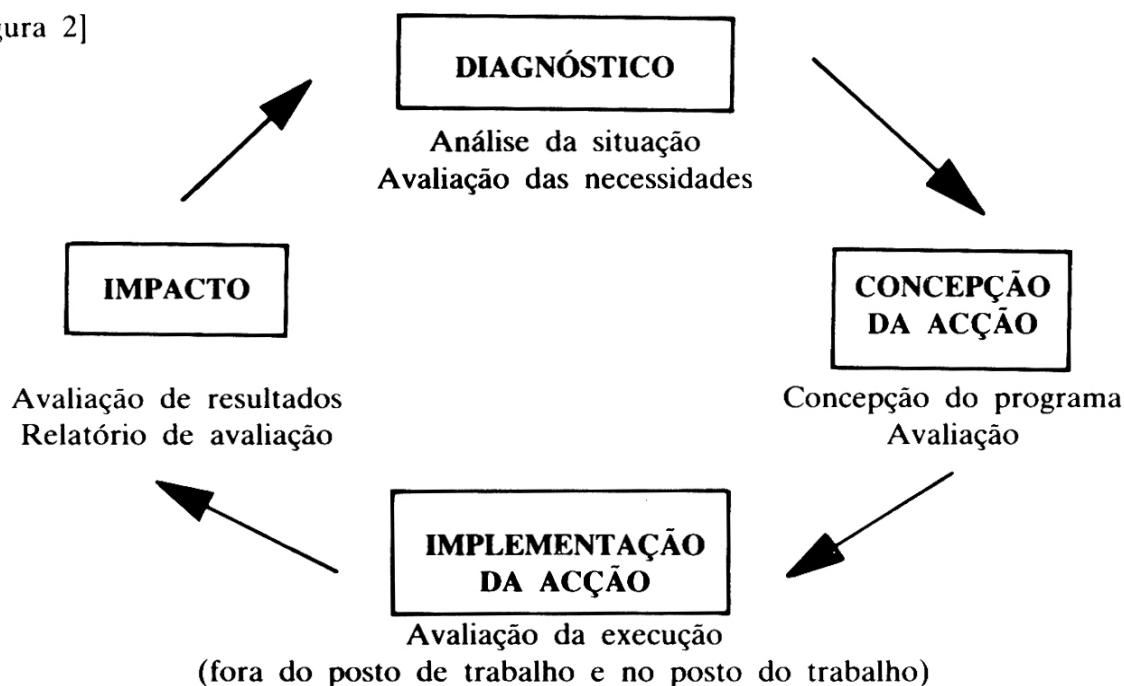 gura 2]
DIAGNÓSTICO
Análise da situação
Avaliação das necessidades
IMPACTO
Avaliação de resultados
Relatório de avaliação
CONCEPÇÃO
DA ACÇÃO
Concepção do programa
Avaliação
IMPLEMENTAÇÃO
DA ACÇÃO
Avaliação da execução
(fora do posto de trabalho e no posto do trabalho)